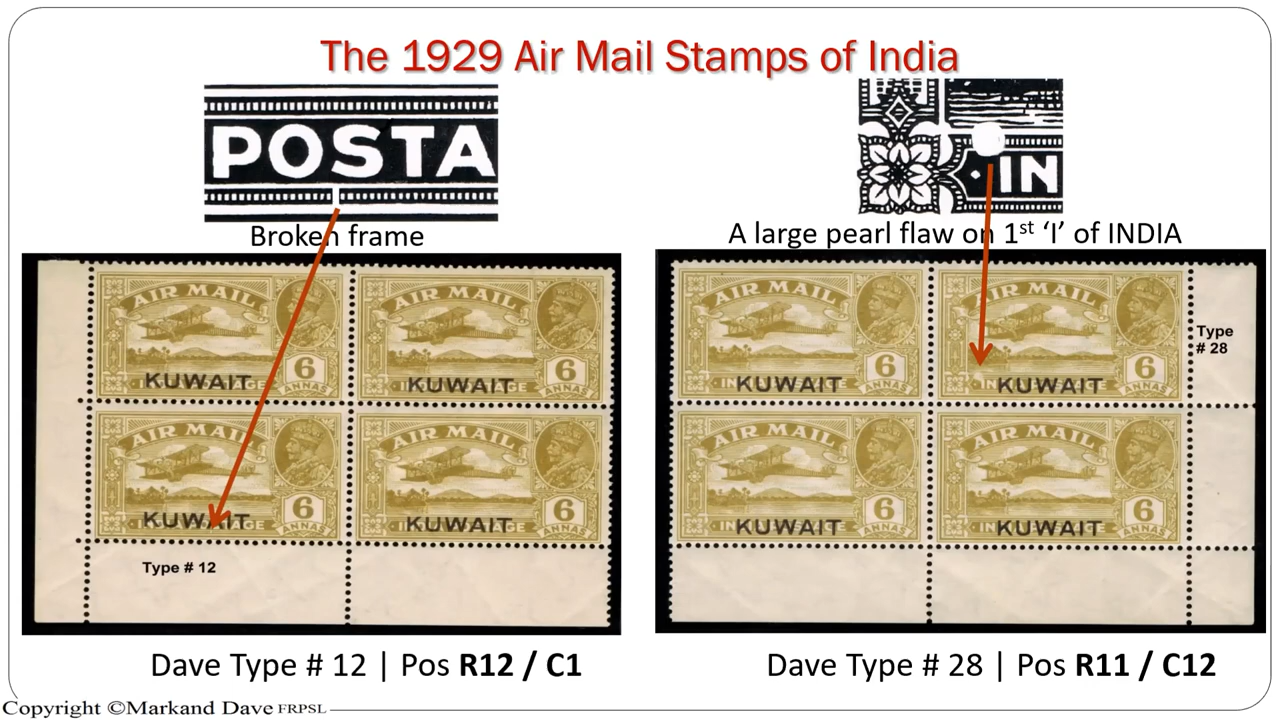 The 1929 Air Mail Stamps of India
POSTA
IN
Broken frame
A large pearl flaw on 1st ‘I’ of INDIA
AIR MAIL
6
ANNAS
KUWAIT
AIR MAIL
6
ANNAS
KUWAIT
AIR MAIL
6
ANNAS
KUWAIT
AIR MAIL
6
ANNAS
KUWAIT
Type # 12
AIR MAIL
6
ANNAS
KUWAIT
AIR MAIL
6
ANNAS
KUWAIT
Type
# 28
AIR MAIL
6
ANNAS
KUWAIT
AIR MAIL
6
ANNAS
KUWAIT
Dave Type # 12 | Pos R12 / C1
Dave Type # 28 | Pos R11 / C12
Copyright ©Markand Dave FRPSL